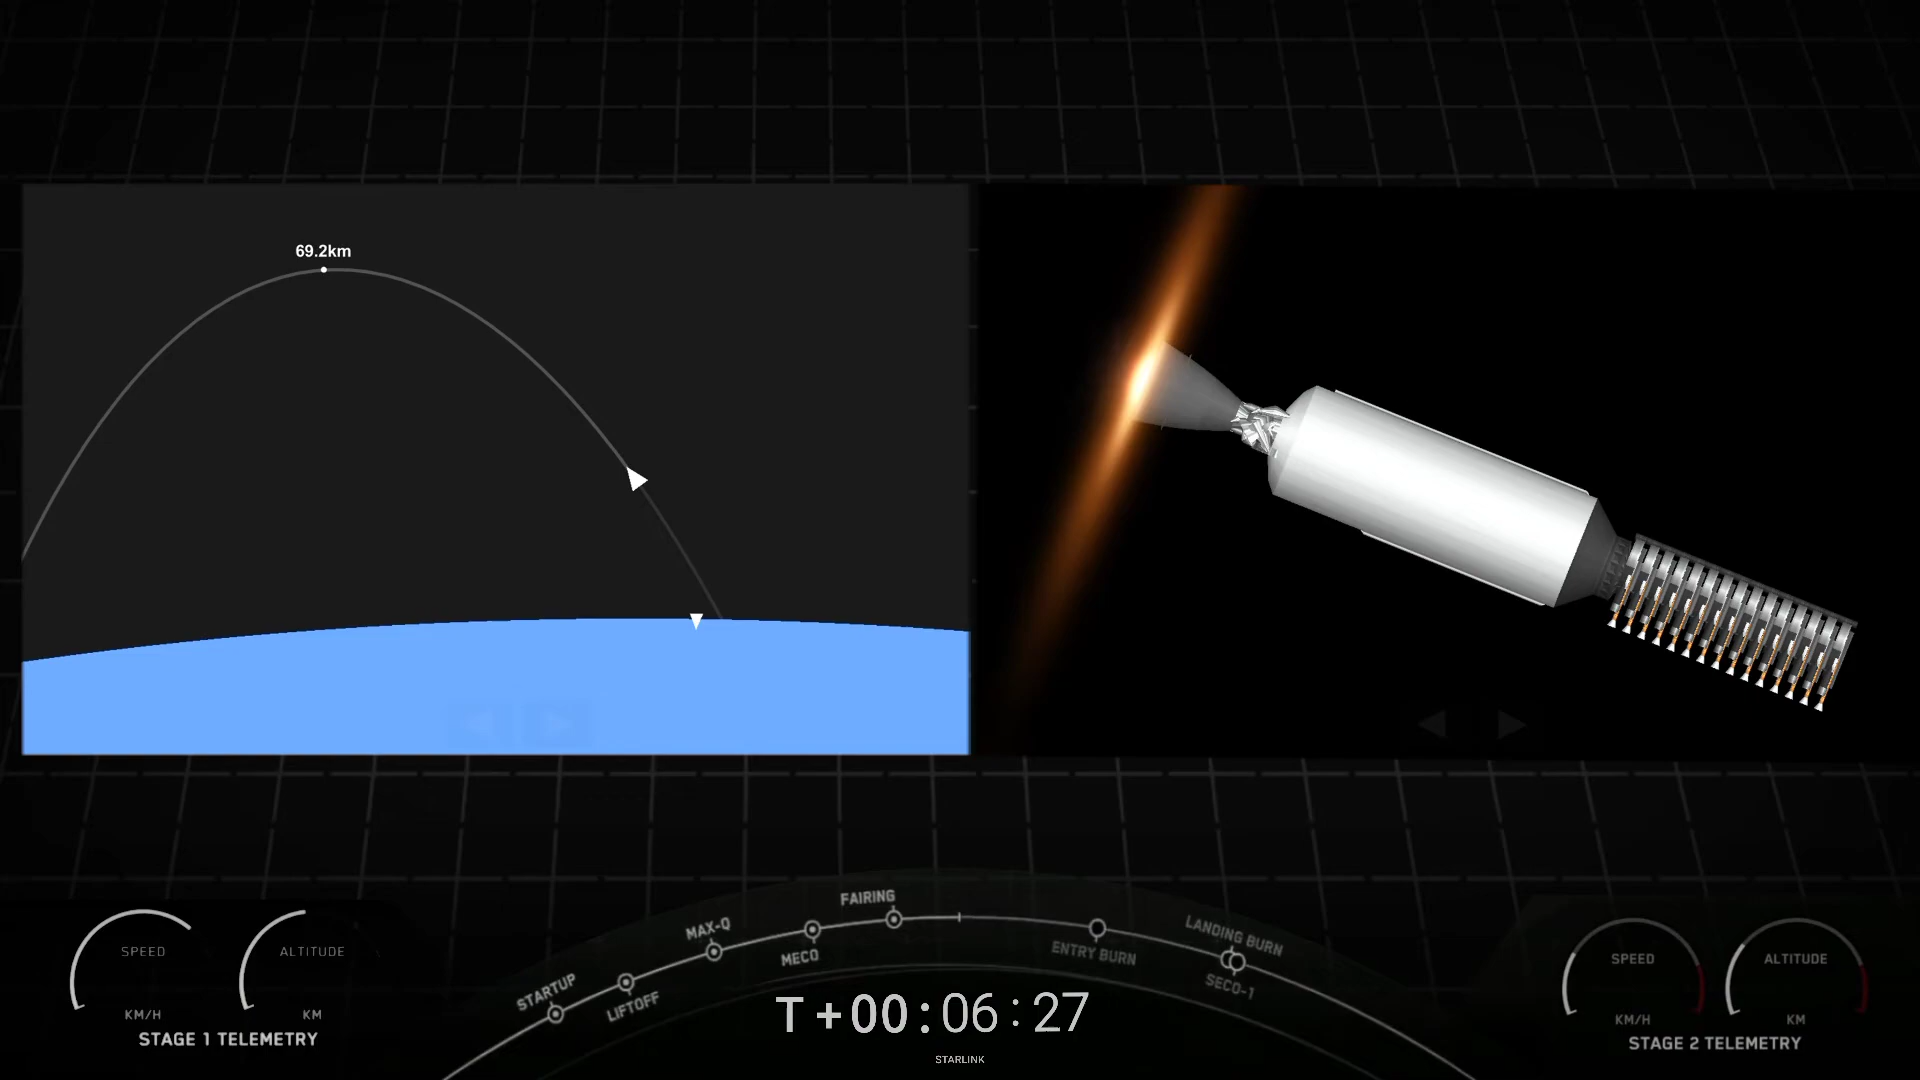 69.2km
FAIRING
MAX-Q
MECO
STARTUP
LIFTOFF
ENTRY BURN
LANDING BURN
SECO-1
SPEED
KM/H
ALTITUDE
KM
STAGE 1 TELEMETRY
T+00:06:27
STARLINK
SPEED
KM/H
ALTITUDE
KM
STAGE 2 TELEMETRY